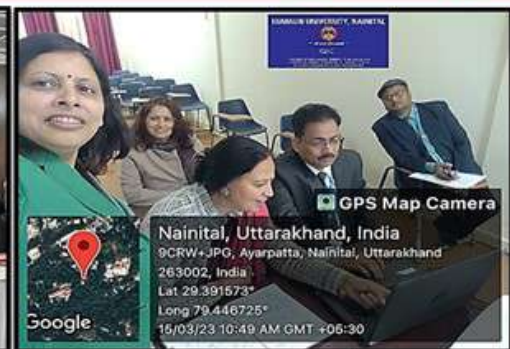 KUMAUN UNIVERSITY, NAINITAL
GPS Map Camera
Nainital, Uttarakhand, India
9CRW+JPG, Ayarpatta, Nainital, Uttarakhand
263002, India
Lat 29.391573°
Long 79.446725°
15/03/23 10:49 AM GMT +05:30
Google